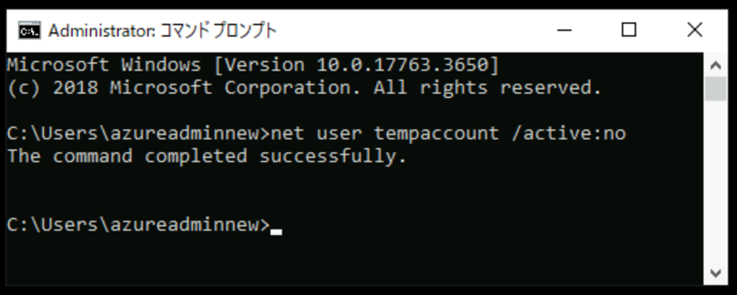 Administrator: コマンド プロンプト
Microsoft Windows [Version 10.0.17763.3650]
(c) 2018 Microsoft Corporation. All rights reserved.
C:\Users\azureadminnew>net user tempaccount /active:no
The command completed successfully.
C:\Users\azureadminnew>